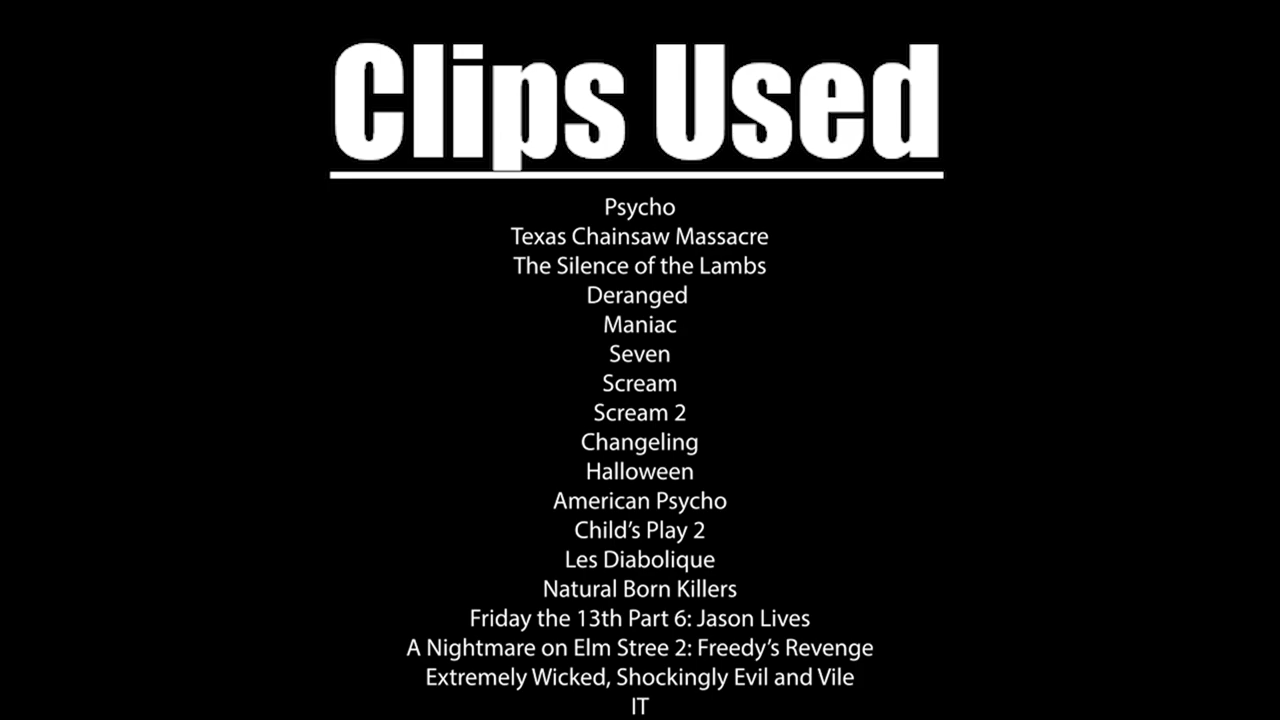 Clips Used
Psycho
Texas Chainsaw Massacre
The Silence of the Lambs
Deranged
Maniac
Seven
Scream
Scream 2
Changeling
Halloween
American Psycho
Child’s Play 2
Les Diabolique
Natural Born Killers
Friday the 13th Part 6: Jason Lives
A Nightmare on Elm Stree 2: Freedy’s Revenge
Extremely Wicked, Shockingly Evil and Vile
IT